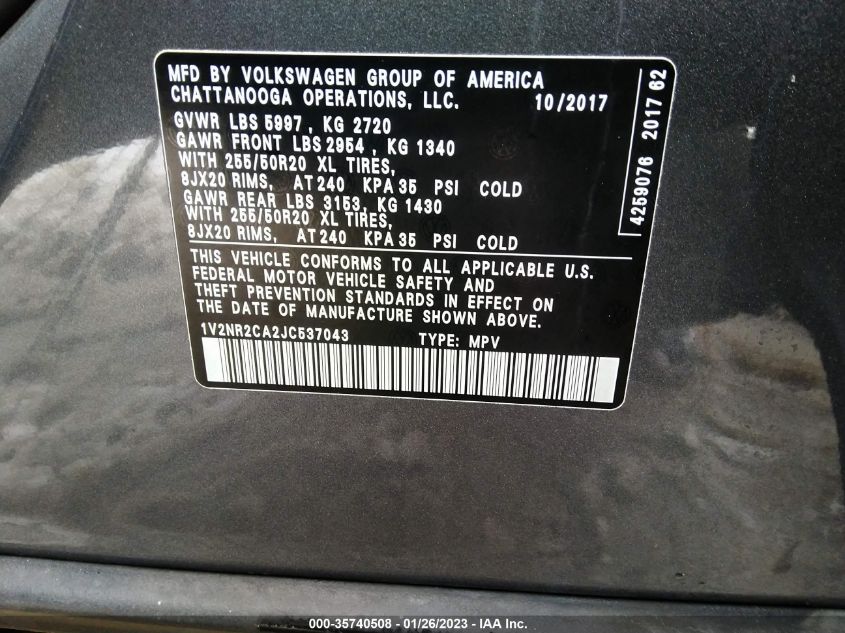 MFD BY VOLKSWAGEN GROUP OF AMERICA
CHATTANOOGA OPERATIONS, LLC. 10/2017
GVWR LBS 5997, KG 2720
GAWR FRONT LBS 2954, KG 1340
WITH 255/50R20 XL TIRES,
8JX20 RIMS, AT 240 KPA 35 PSI COLD
GAWR REAR LBS 3153, KG 1430
WITH 255/50R20 XL TIRES,
8JX20 RIMS, AT 240 KPA 35 PSI COLD
THIS VEHICLE CONFORMS TO ALL APPLICABLE U.S.
FEDERAL MOTOR VEHICLE SAFETY AND
THEFT PREVENTION STANDARDS IN EFFECT ON
THE DATE OF MANUFACTURE SHOWN ABOVE.
1V2NR2CA2JC537043 TYPE: MPV
4259076 2017 62
000-35740508 - 01/26/2023 - IAA Inc.